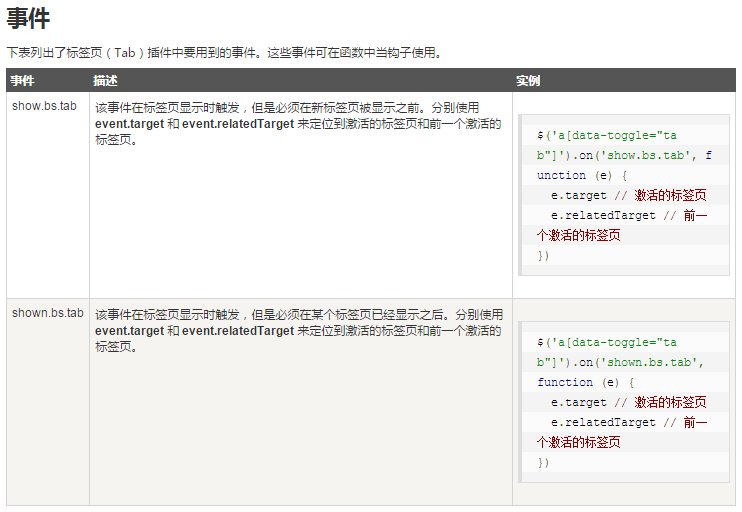 事件
下表列出了标签页（Tab）插件中要用到的事件。这些事件可在函数中当钩子使用。
事件 描述 实例
show.bs.tab
该事件在标签页显示时触发，但是必须在新标签页被显示之前。分别使用
event.target 和 event.relatedTarget 来定位到激活的标签页和前一个激活的
标签页。
$('a[data-toggle="ta
b"]').on('show.bs.tab', f
unction (e) {
e.target // 激活的标签页
e.relatedTarget // 前一
个激活的标签页
})
shown.bs.tab
该事件在标签页显示时触发，但是必须在某个标签页已经显示之后。分别使用
event.target 和 event.relatedTarget 来定位到激活的标签页和前一个激活的
标签页。
$('a[data-toggle="ta
b"]').on('shown.bs.tab',
function (e) {
e.target // 激活的标签页
e.relatedTarget // 前一
个激活的标签页
})